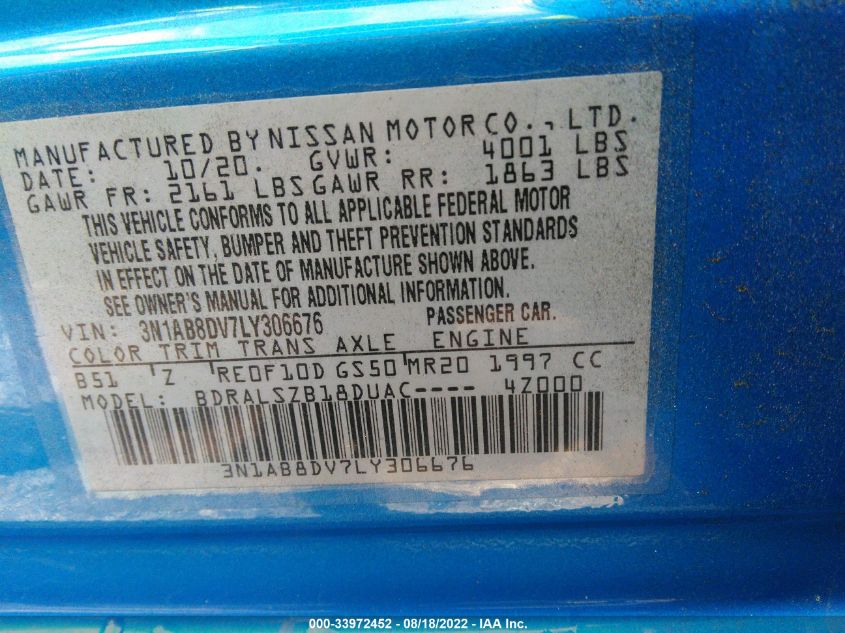 MANUFACTURED BY NISSAN MOTOR CO., LTD.
DATE: 10/20. GVWR: 4001 LBS
GAWR FR: 2161 LBS GAWR RR: 1863 LBS
THIS VEHICLE CONFORMS TO ALL APPLICABLE FEDERAL MOTOR
VEHICLE SAFETY, BUMPER AND THEFT PREVENTION STANDARDS
IN EFFECT ON THE DATE OF MANUFACTURE SHOWN ABOVE.
SEE OWNER'S MANUAL FOR ADDITIONAL INFORMATION.
VIN: 3N1AB8DV7LY306676 PASSENGER CAR.
COLOR TRIM TRANS AXLE ENGINE
B51 Z RE0F10D GS50 MR20 1997 CC
MODEL: BDRALSZB18DUAC---- 4Z000
3N1AB8DV7LY306676
000-33972452 - 08/18/2022 - IAA Inc.